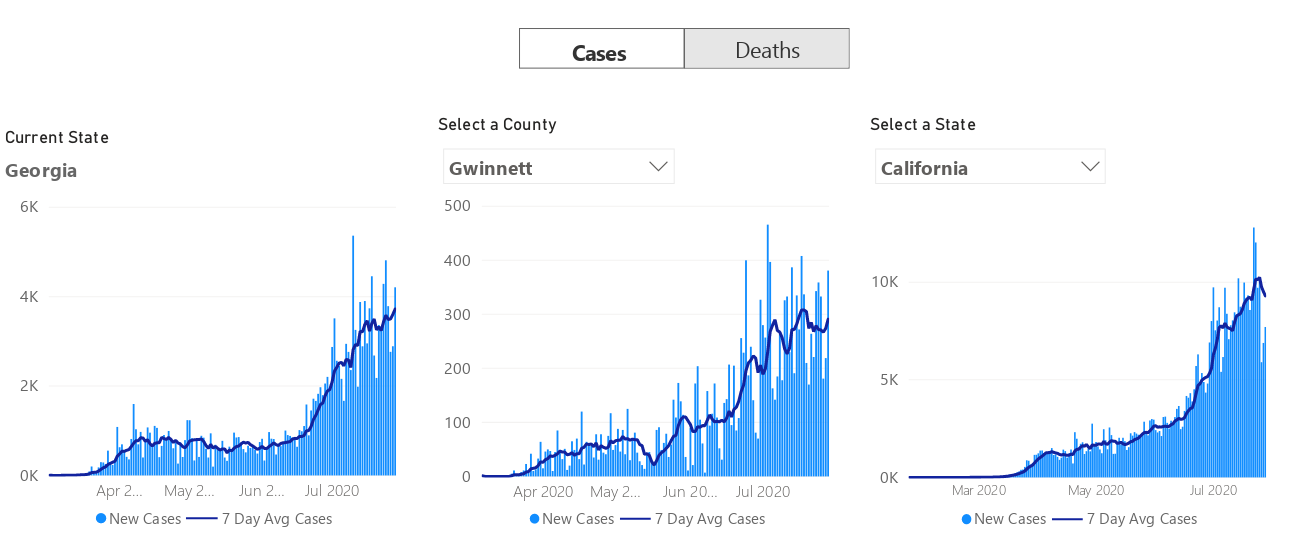 Cases
Deaths
Current State
Georgia
6K
4K
2K
0K
Apr 2...
May 2...
Jun 2...
Jul 2020
New Cases
7 Day Avg Cases
Select a County
Gwinnett
500
400
300
200
100
0
Apr 2020
May 2...
Jun 20...
Jul 2020
New Cases
7 Day Avg Cases
Select a State
California
10K
5K
0K
Mar 2020
May 2020
Jul 2020
New Cases
7 Day Avg Cases